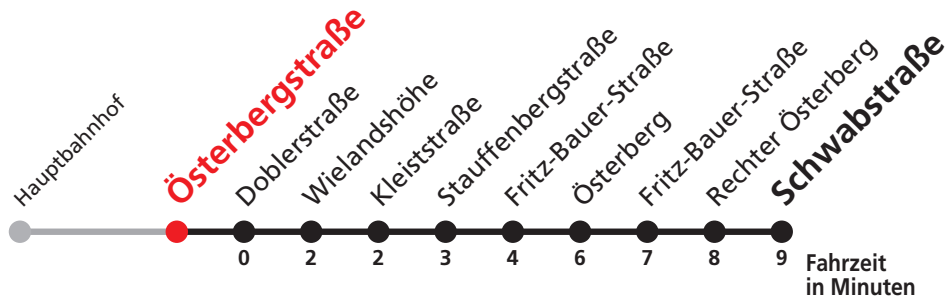 Hauptbahnhof
Österbergstraße
Doblerstraße
Wielandshöhe
Kleiststraße
Stauffenbergstraße
Fritz-Bauer-Straße
Österberg
Fritz-Bauer-Straße
Rechter Österberg
Schwabstraße
0 2 2 3 4 6 7 8 9
Fahrzeit
in Minuten